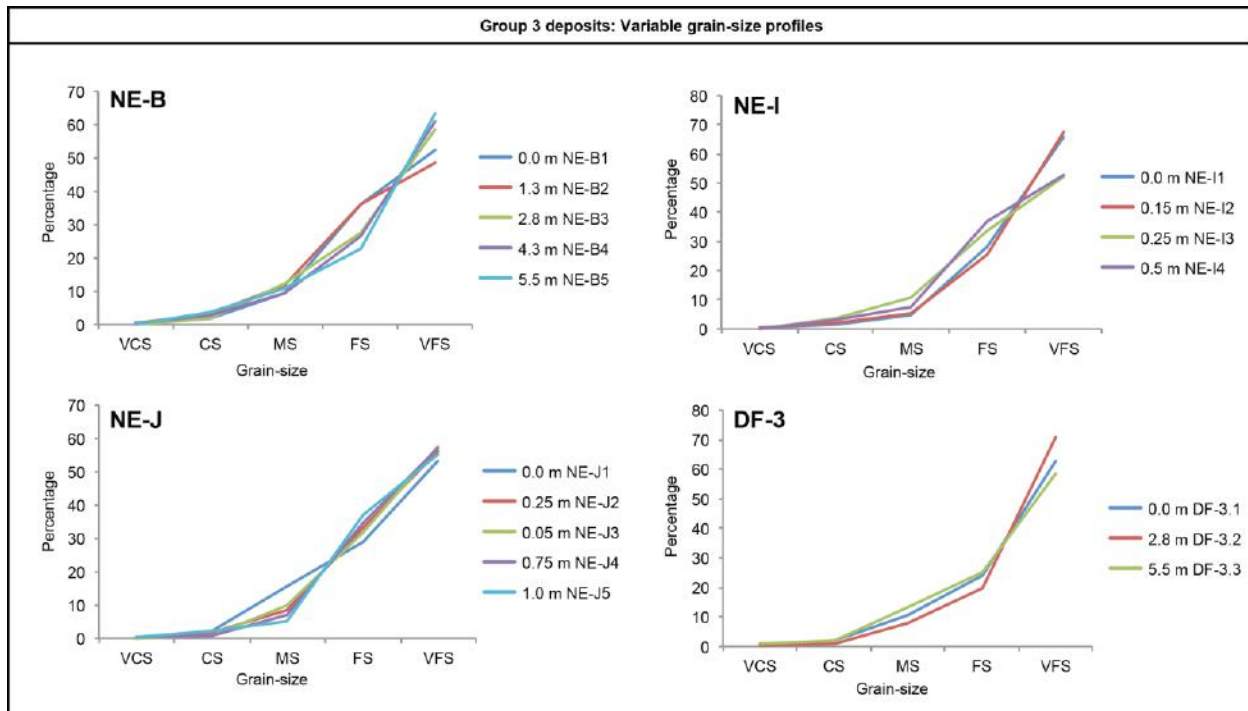 Group 3 deposits: Variable grain-size profiles
NE-B
70
60
50
40
30
20
10
0
Percentage
VCS CS MS FS VFS
Grain-size
0.0 m NE-B1
1.3 m NE-B2
2.8 m NE-B3
4.3 m NE-B4
5.5 m NE-B5
NE-I
80
70
60
50
40
30
20
10
0
Percentage
VCS CS MS FS VFS
Grain-size
0.0 m NE-I1
0.15 m NE-I2
0.25 m NE-I3
0.5 m NE-I4
NE-J
70
60
50
40
30
20
10
0
Percentage
VCS CS MS FS VFS
Grain-size
0.0 m NE-J1
0.25 m NE-J2
0.05 m NE-J3
0.75 m NE-J4
1.0 m NE-J5
DF-3
80
70
60
50
40
30
20
10
0
Percentage
VCS CS MS FS VFS
Grain-size
0.0 m DF-3.1
2.8 m DF-3.2
5.5 m DF-3.3